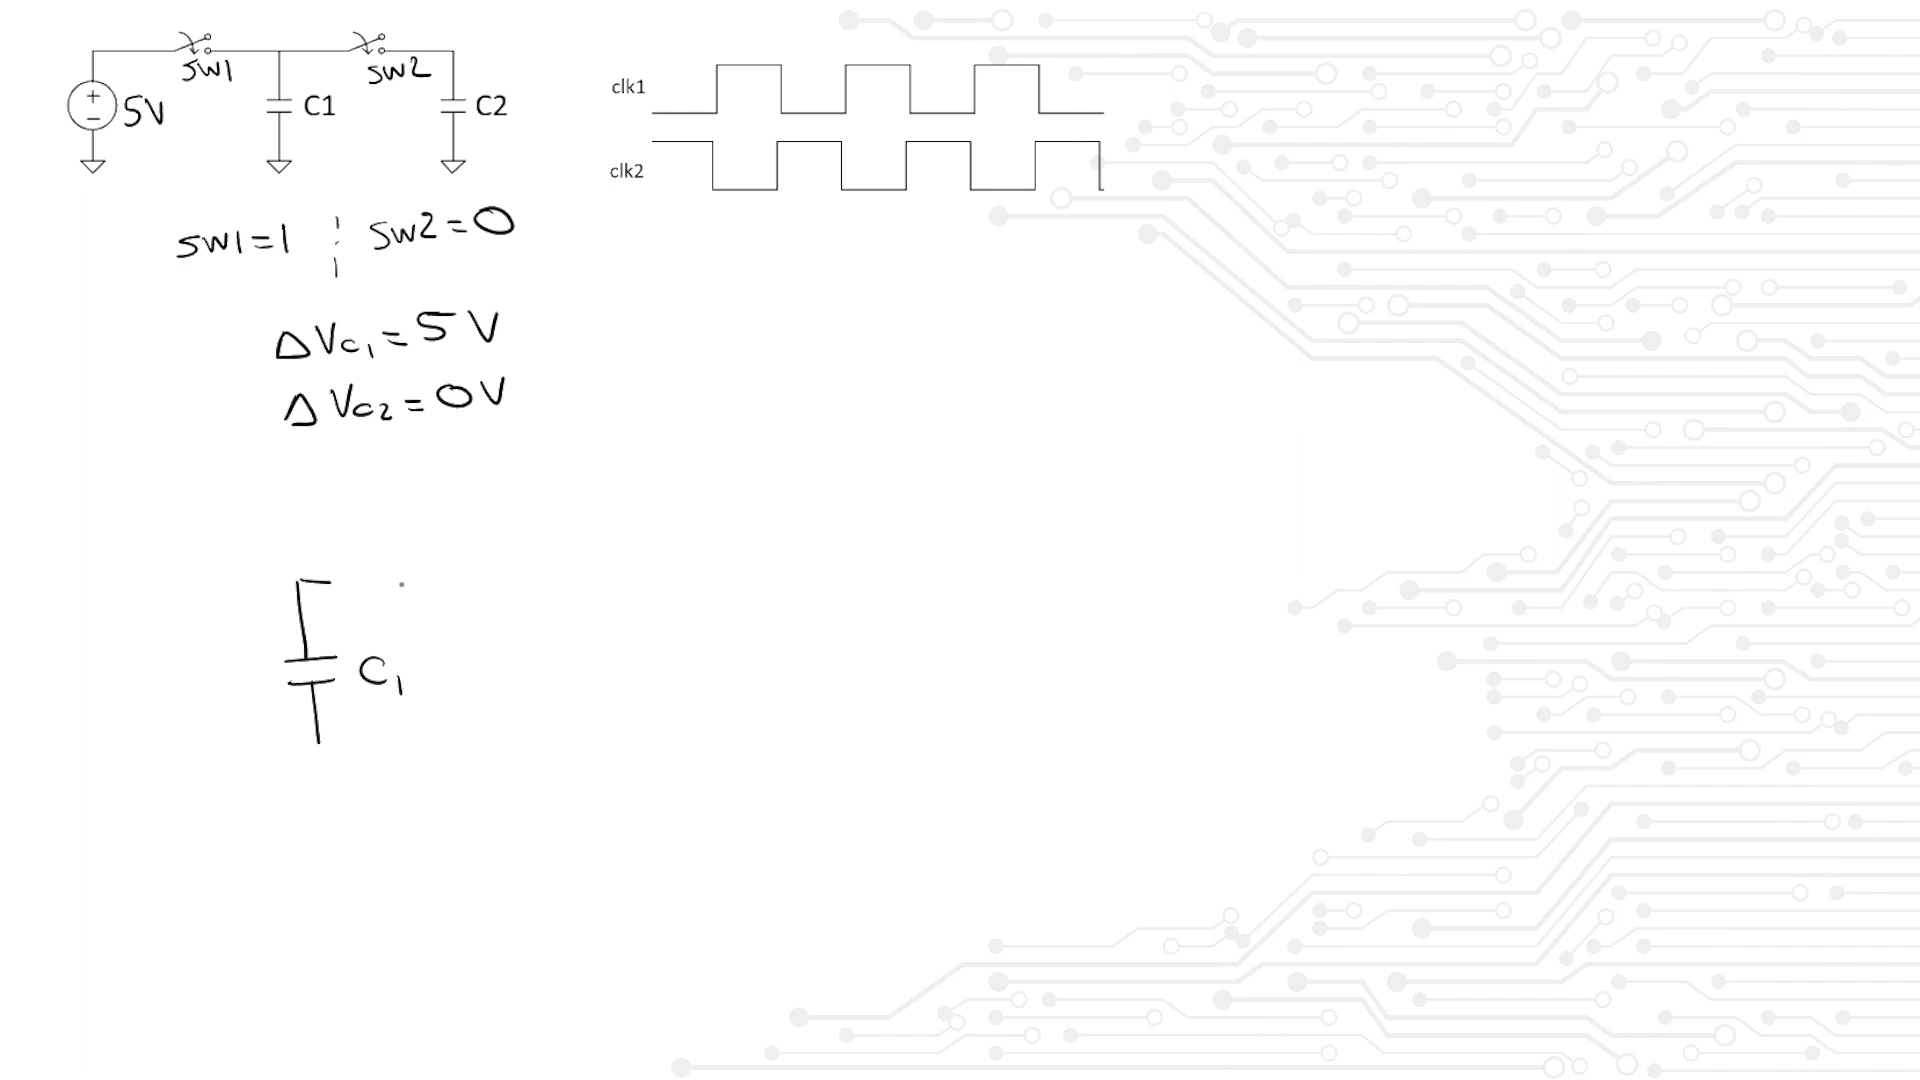 SW1 SW2
5V C1 C2
clk1
clk2
SW1=1 SW2=0
ΔVc1=5V
ΔVc2=0V
C1